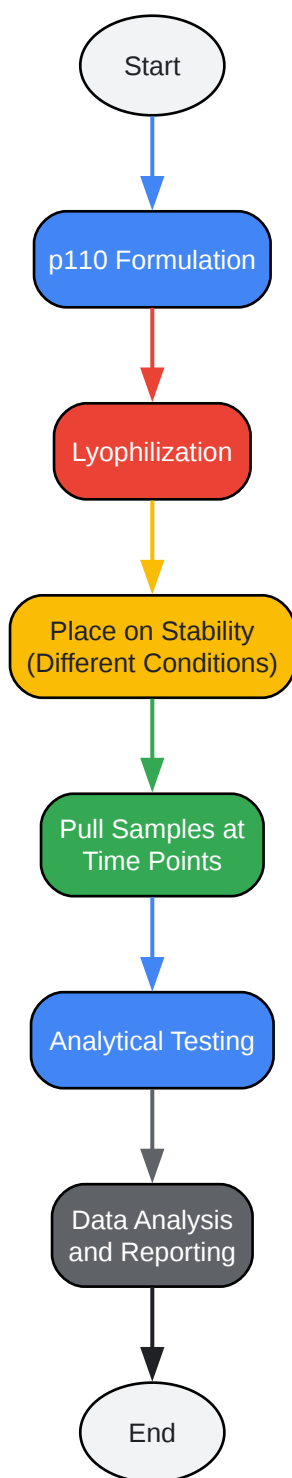 Start
p110 Formulation
Lyophilization
Place on Stability
(Different Conditions)
Pull Samples at
Time Points
Analytical Testing
Data Analysis
and Reporting
End